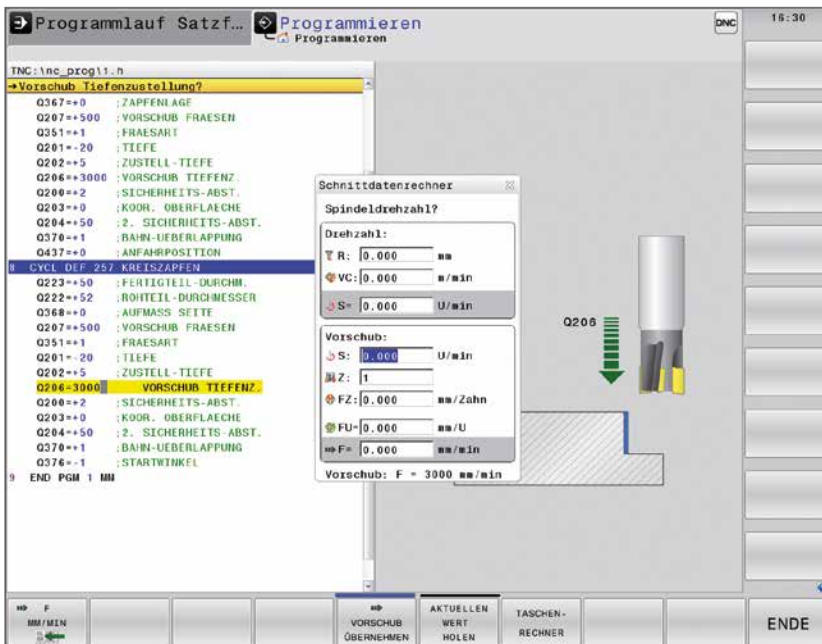 Programmlauf Satzf…
Programmieren
Programmieren
DNC
16:30
TNC:\nc_prog\1.h
→Vorschub Tiefenzustellung?
Q367=+0 ;ZAPFENLAGE
Q207=+500 ;VORSCHUB FRAESEN
Q351=+1 ;FRAESART
Q201=-20 ;TIEFE
Q202=+5 ;ZUSTELL-TIEFE
Q206=+3000 ;VORSCHUB TIEFENZ.
Q200=+2 ;SICHERHEITS-ABST.
Q203=+0 ;KOOR. OBERFLAECHE
Q204=+50 ;2. SICHERHEITS-ABST.
Q370=+1 ;BAHN-UEBERLAPPUNG
Q437=+0 ;ANFAHRPOSITION
8 CYCL DEF 257 KREISZAPFEN
Q223=+50 ;FERTIGTEIL-DURCHM.
Q222=+52 ;ROHTEIL-DURCHMESSER
Q368=+0 ;AUFMASS SEITE
Q207=+500 ;VORSCHUB FRAESEN
Q351=+1 ;FRAESART
Q201=-20 ;TIEFE
Q202=+5 ;ZUSTELL-TIEFE
Q206=3000 VORSCHUB TIEFENZ.
Q200=+2 ;SICHERHEITS-ABST.
Q203=+0 ;KOOR. OBERFLAECHE
Q204=+50 ;2. SICHERHEITS-ABST.
Q370=+1 ;BAHN-UEBERLAPPUNG
Q376=-1 ;STARTWINKEL
9 END PGM 1 MM
Schnittdatenrechner
Spindeldrehzahl?
Drehzahl:
R: 0.000 mm
VC: 0.000 m/min
S= 0.000 U/min
Vorschub:
S: 0.000 U/min
Z: 1
FZ: 0.000 mm/Zahn
FU= 0.000 mm/U
F= 0.000 mm/min
Vorschub: F = 3000 mm/min
Q206
F
MM/MIN
VORSCHUB
ÜBERNEHMEN
AKTUELLEN
WERT
HOLEN
TASCHEN-
RECHNER
ENDE